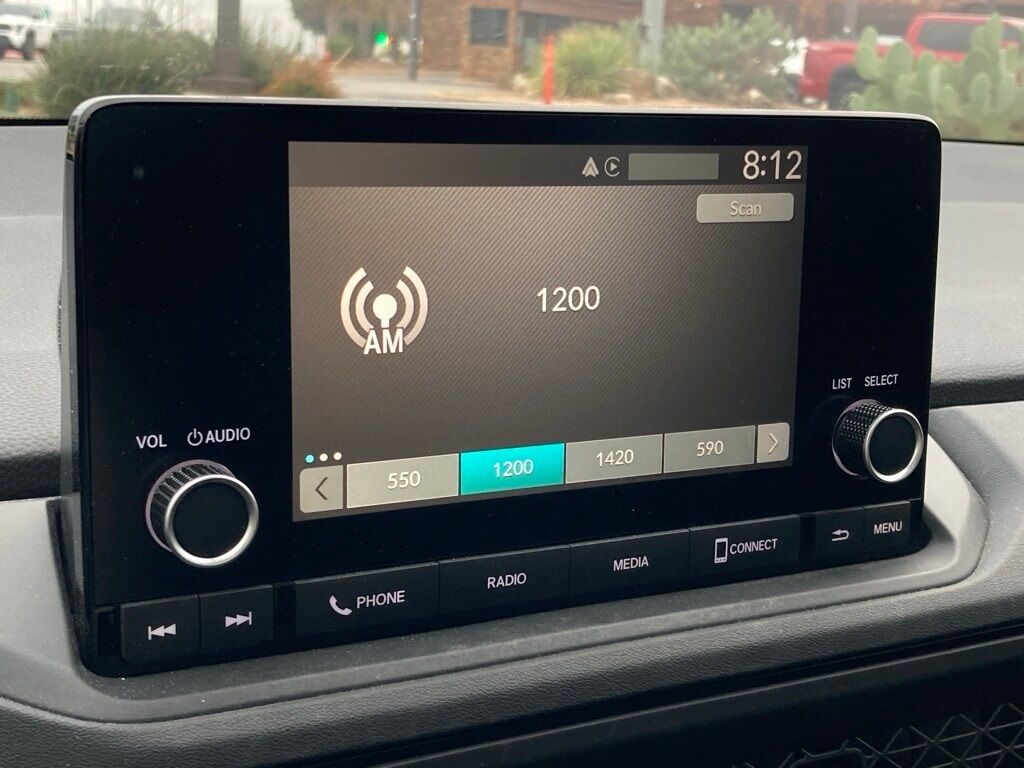 8:12
Scan
1200
AM
LIST SELECT
VOL AUDIO
550 1200 1420 590
PHONE RADIO MEDIA CONNECT MENU